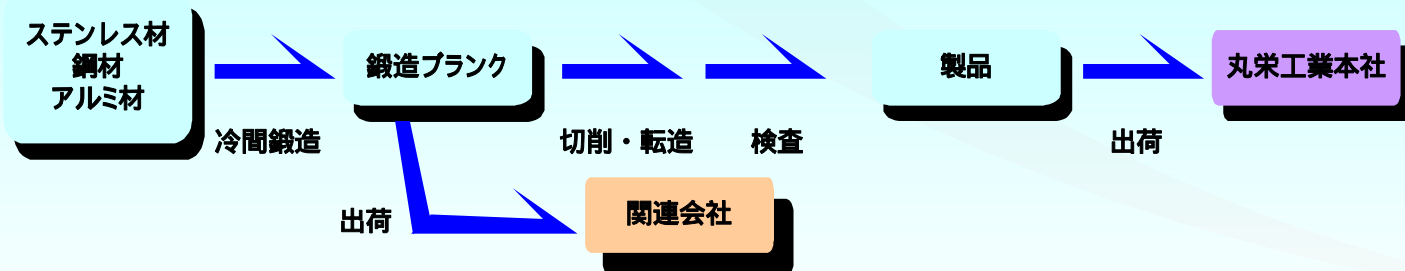 ステンレス材
鋼材
アルミ材
冷間鍛造
鍛造ブランク
切削・転造
検査
製品
出荷
丸栄工業本社
出荷
関連会社